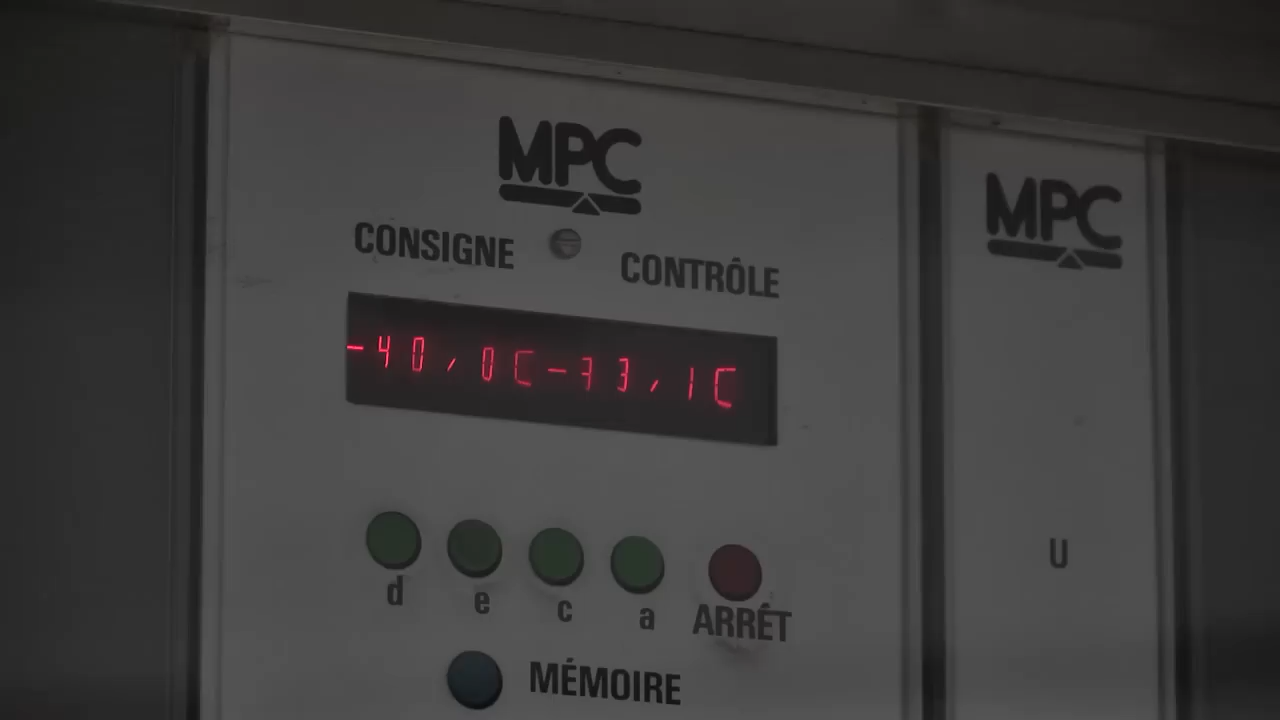 MPC
MPC
CONSIGNE CONTRÔLE
-40,0C-33,1C
U
d e c a ARRÊT
MÉMOIRE